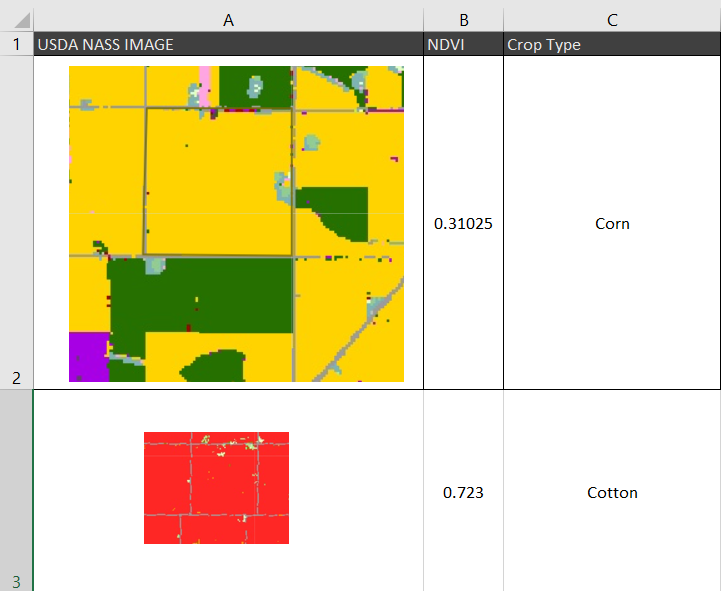 A B C
1 USDA NASS IMAGE NDVI Crop Type
2 0.31025 Corn
3 0.723 Cotton